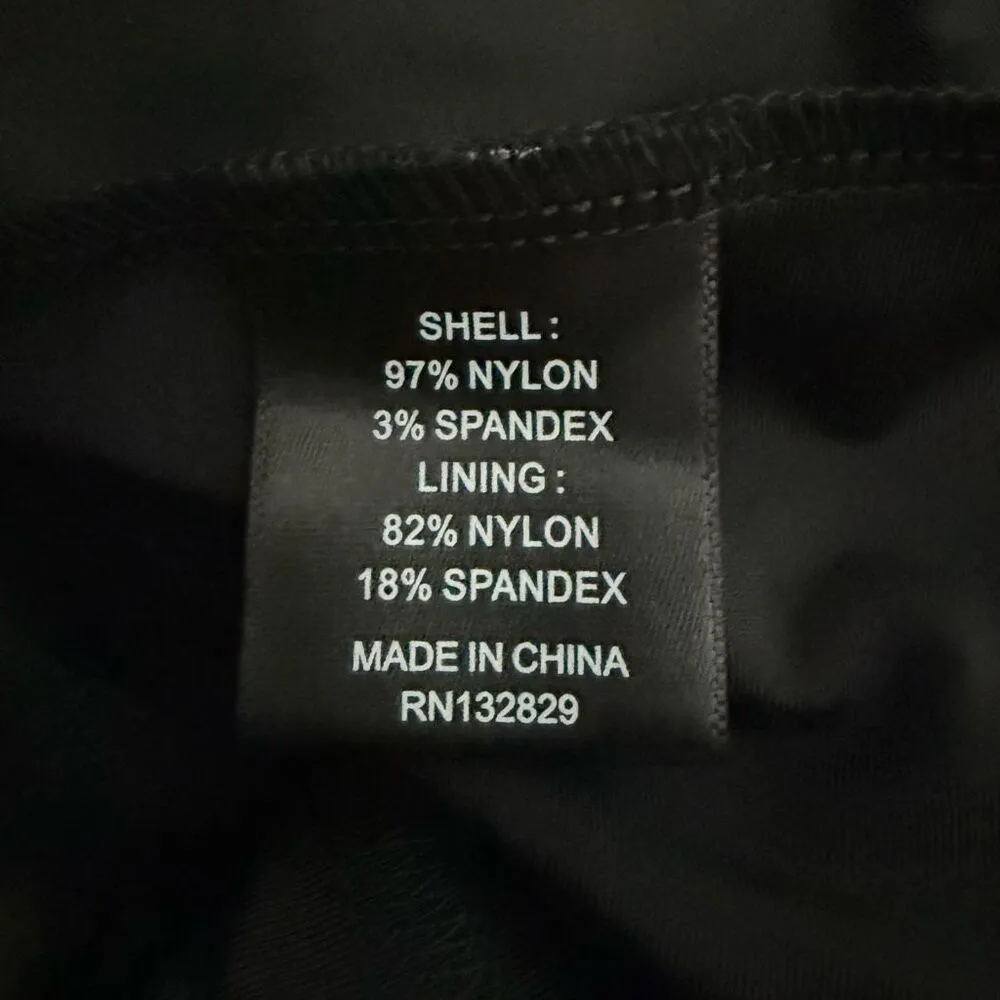 SHELL :
97% NYLON
3% SPANDEX
LINING :
82% NYLON
18% SPANDEX
MADE IN CHINA
RN132829